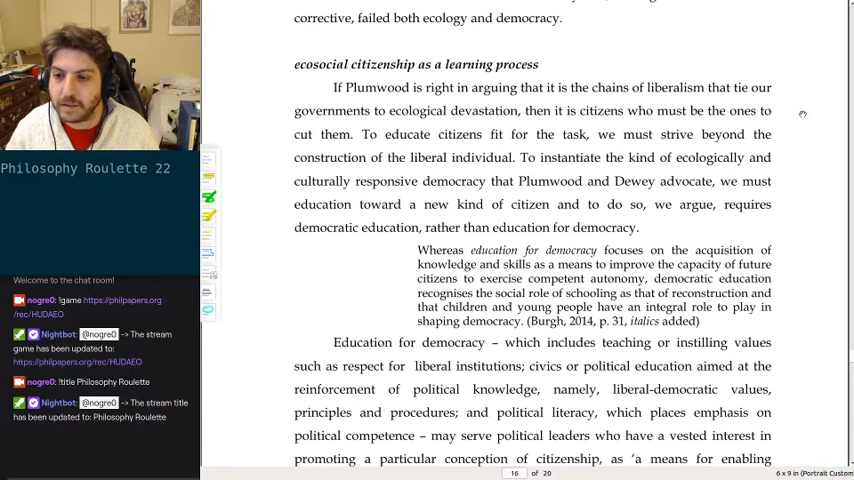 corrective, failed both ecology and democracy.
ecosocial citizenship as a learning process
If Plumwood is right in arguing that it is the chains of liberalism that tie our
governments to ecological devastation, then it is citizens who must be the ones to
cut them. To educate citizens fit for the task, we must strive beyond the
construction of the liberal individual. To instantiate the kind of ecologically and
culturally responsive democracy that Plumwood and Dewey advocate, we must
education toward a new kind of citizen and to do so, we argue, requires
democratic education, rather than education for democracy.
Whereas education for democracy focuses on the acquisition of
knowledge and skills as a means to improve the capacity of future
citizens to exercise competent autonomy, democratic education
recognises the social role of schooling as that of reconstruction and
that children and young people have an integral role to play in
shaping democracy. (Burgh, 2014, p. 31, italics added)
Education for democracy – which includes teaching or instilling values
such as respect for liberal institutions; civics or political education aimed at the
reinforcement of political knowledge, namely, liberal-democratic values,
principles and procedures; and political literacy, which places emphasis on
political competence – may serve political leaders who have a vested interest in
promoting a particular conception of citizenship, as 'a means for enabling
16 of 20
6 x 9 in (Portrait Custom
Philosophy Roulette 22
Welcome to the chat room!
nogre0: !game https://philpapers.org
/rec/HUDAEO
Nightbot: @nogre0 -> The stream
game has been updated to:
https://philpapers.org/rec/HUDAEO
nogre0: !title Philosophy Roulette
Nightbot: @nogre0 -> The stream title
has been updated to: Philosophy Roulette